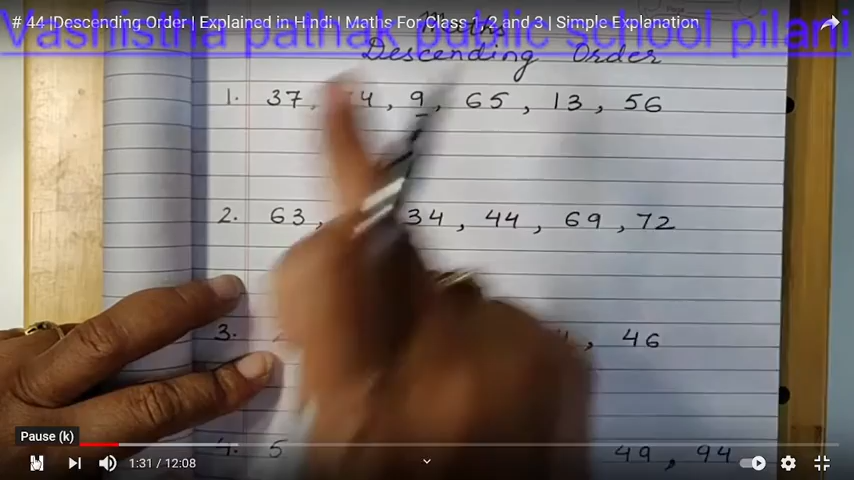 # 44 |Descending Order | Explained in Hindi | Maths For Class 1, 2 and 3 | Simple Explanation
Vashistha pathak public school pilani
Maths
Descending Order
1. 37, 4, 9, 65, 13, 56
2. 63, 34, 44, 69, 72
3. , 46
4. 5 49, 94
Pause (k)
1:31 / 12:08